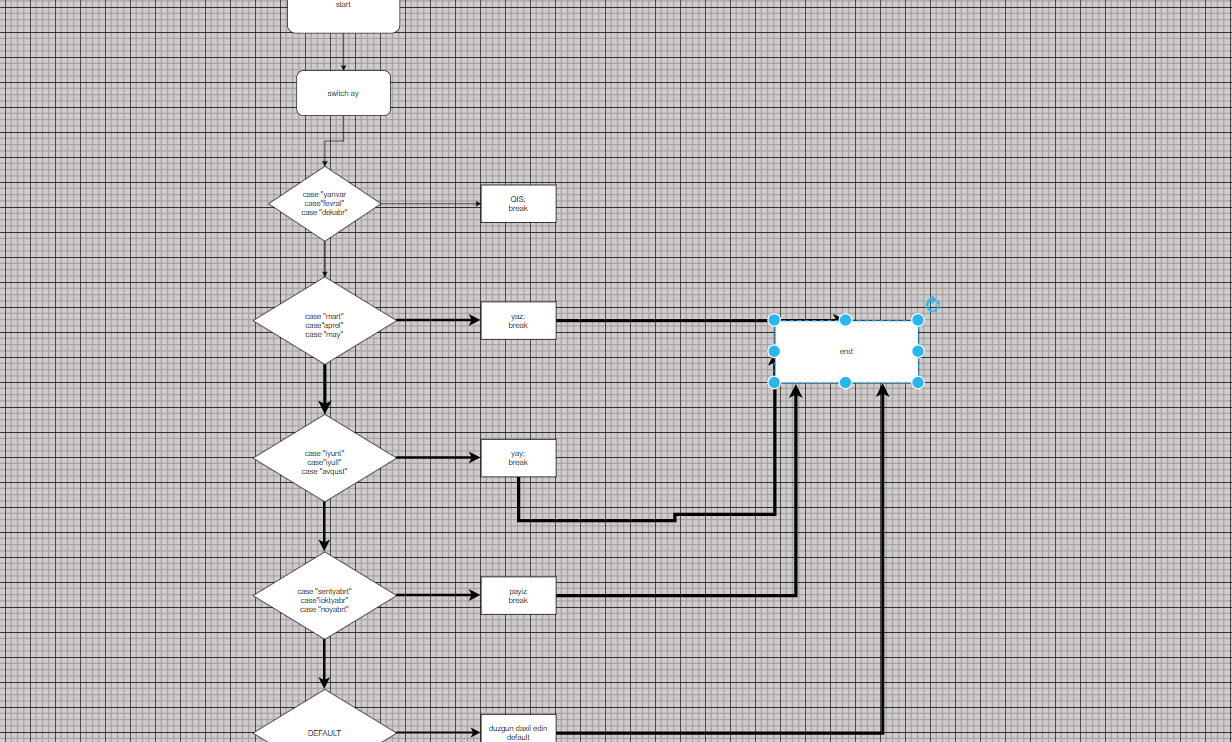 start
switch ay
case "yanvar
case"fevral"
case "dekabr"
QIS;
break
case "mart"
case"aprel"
case "may"
yaz;
break
end
case "iyunt"
case"iyull"
case "avqust"
yay;
break
case "sentyabrt"
case"ioktyabr"
case "noyabrt"
payiz
break
DEFAULT
duzgun daxil edin
default